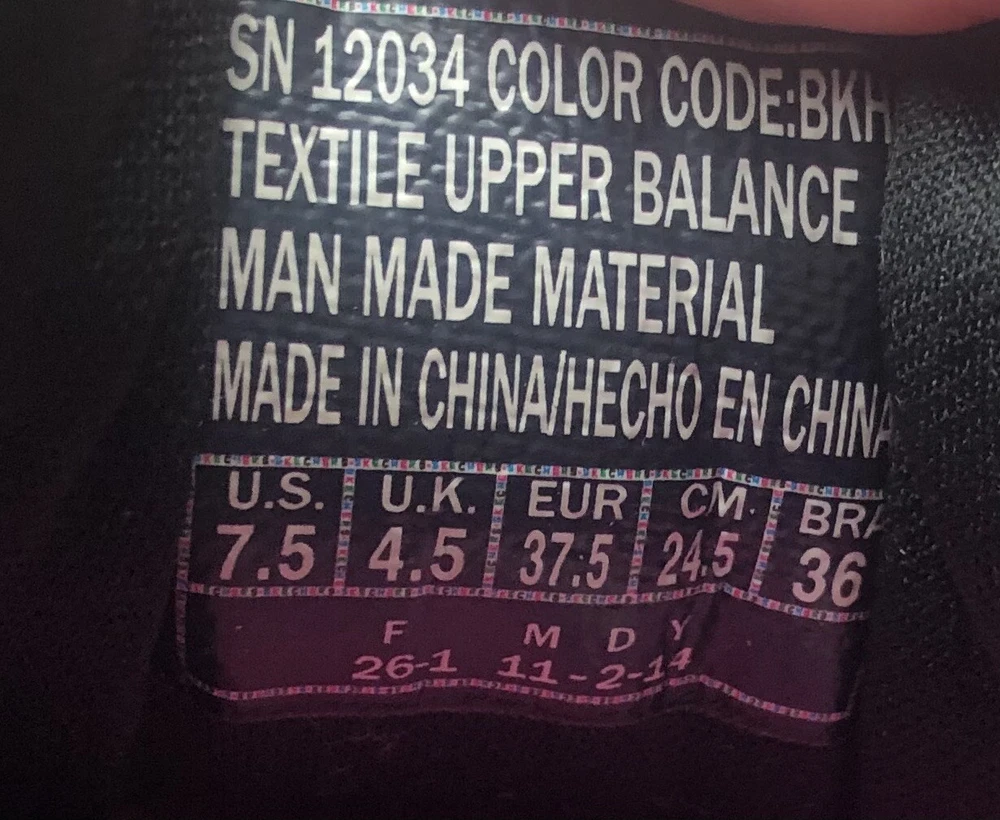 SN 12034 COLOR CODE:BKH
TEXTILE UPPER BALANCE
MAN MADE MATERIAL
MADE IN CHINA/HECHO EN CHINA
U.S. U.K. EUR CM. BRA
7.5 4.5 37.5 24.5 36
F M D Y
26-1 11-2-14